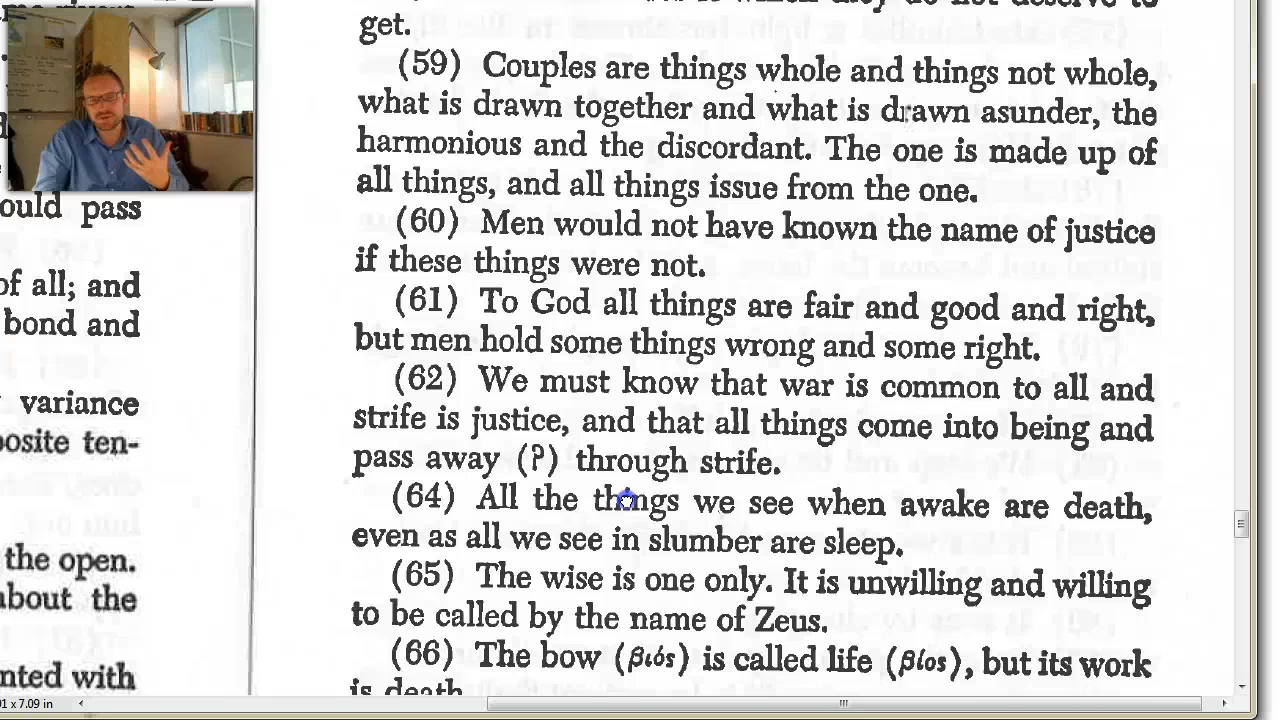 get.
(59) Couples are things whole and things not whole,
what is drawn together and what is drawn asunder, the
harmonious and the discordant. The one is made up of
all things, and all things issue from the one.
(60) Men would not have known the name of justice
if these things were not.
(61) To God all things are fair and good and right,
but men hold some things wrong and some right.
(62) We must know that war is common to all and
strife is justice, and that all things come into being and
pass away (?) through strife.
(64) All the things we see when awake are death,
even as all we see in slumber are sleep.
(65) The wise is one only. It is unwilling and willing
to be called by the name of Zeus.
(66) The bow (βιός) is called life (βίος), but its work
is death
ould pass
of all; and
bond and
variance
posite ten-
the open.
about the
nted with
01 x 7.09 in